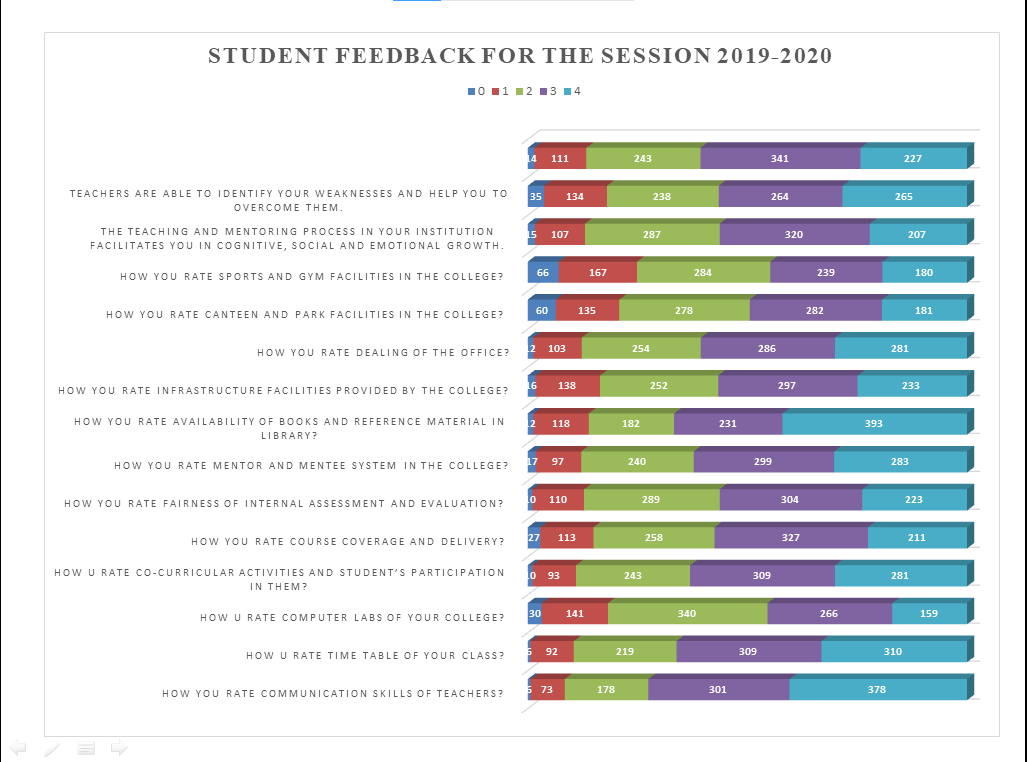 STUDENT FEEDBACK FOR THE SESSION 2019-2020
0 1 2 3 4
111 243 341 227
TEACHERS ARE ABLE TO IDENTIFY YOUR WEAKNESSES AND HELP YOU TO
OVERCOME THEM.
35 134 238 264 265
THE TEACHING AND MENTORING PROCESS IN YOUR INSTITUTION
FACILITATES YOU IN COGNITIVE, SOCIAL AND EMOTIONAL GROWTH.
107 287 320 207
HOW YOU RATE SPORTS AND GYM FACILITIES IN THE COLLEGE?
66 167 284 239 180
HOW YOU RATE CANTEEN AND PARK FACILITIES IN THE COLLEGE?
60 135 278 282 181
HOW YOU RATE DEALING OF THE OFFICE?
103 254 286 281
HOW YOU RATE INFRASTRUCTURE FACILITIES PROVIDED BY THE COLLEGE?
16 138 252 297 233
HOW YOU RATE AVAILABILITY OF BOOKS AND REFERENCE MATERIAL IN
LIBRARY?
118 182 231 393
HOW YOU RATE MENTOR AND MENTEE SYSTEM IN THE COLLEGE?
17 97 240 299 283
HOW YOU RATE FAIRNESS OF INTERNAL ASSESSMENT AND EVALUATION?
110 289 304 223
HOW YOU RATE COURSE COVERAGE AND DELIVERY?
27 113 258 327 211
HOW U RATE CO-CURRICULAR ACTIVITIES AND STUDENT'S PARTICIPATION
IN THEM?
93 243 309 281
HOW U RATE COMPUTER LABS OF YOUR COLLEGE?
30 141 340 266 159
HOW U RATE TIME TABLE OF YOUR CLASS?
92 219 309 310
HOW YOU RATE COMMUNICATION SKILLS OF TEACHERS?
73 178 301 378